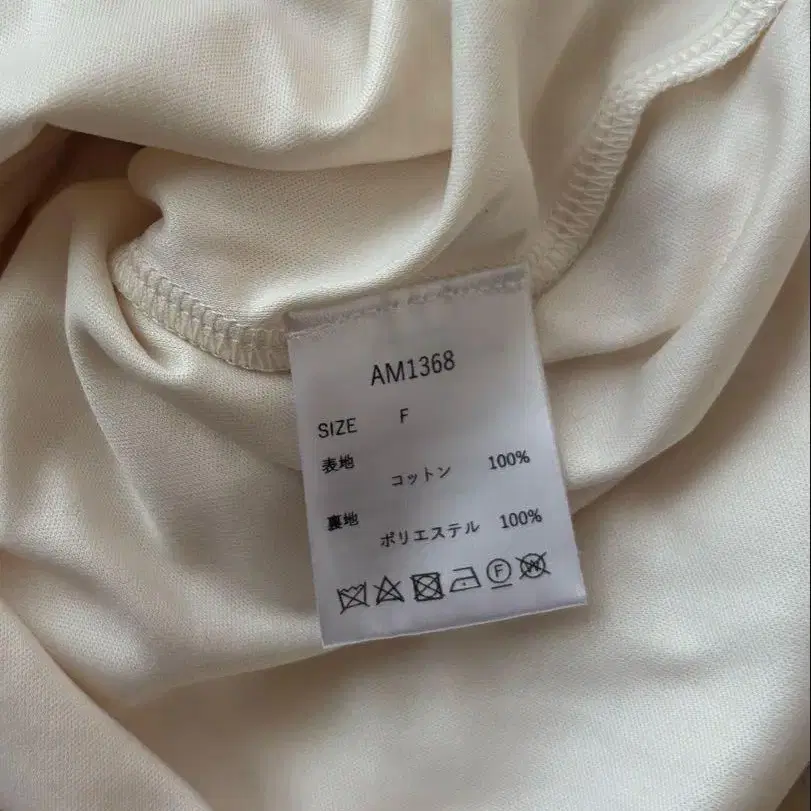 AM1368
SIZE F
表地 コットン 100%
裏地 ポリエステル 100%
F W